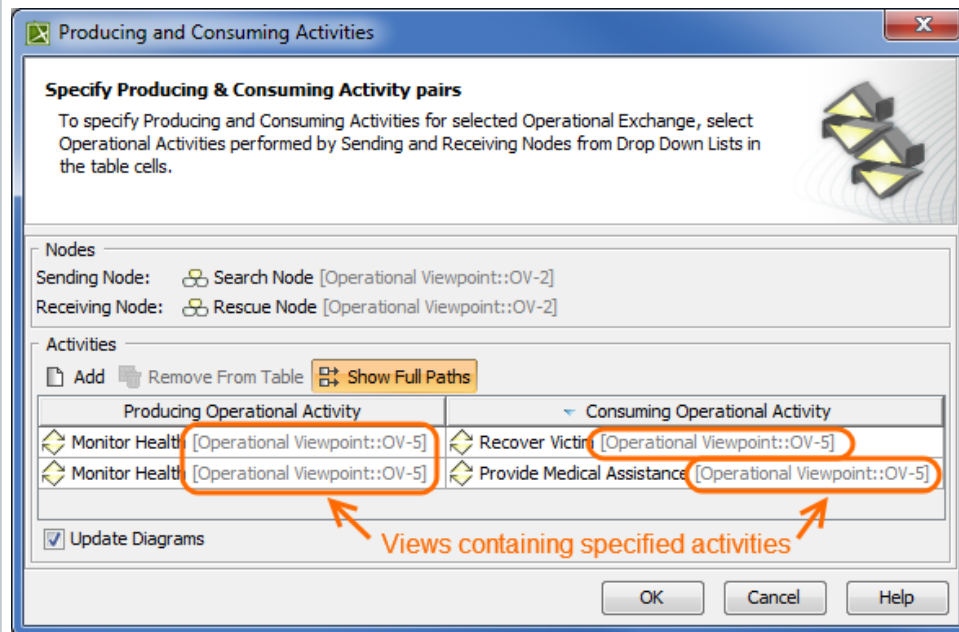 Producing and Consuming Activities
Specify Producing & Consuming Activity pairs
To specify Producing and Consuming Activities for selected Operational Exchange, select
Operational Activities performed by Sending and Receiving Nodes from Drop Down Lists in
the table cells.
Nodes
Sending Node: Search Node [Operational Viewpoint::OV-2]
Receiving Node: Rescue Node [Operational Viewpoint::OV-2]
Activities
Add Remove From Table Show Full Paths
Producing Operational Activity Consuming Operational Activity
Monitor Health [Operational Viewpoint::OV-5] Recover Victim [Operational Viewpoint::OV-5]
Monitor Health [Operational Viewpoint::OV-5] Provide Medical Assistance [Operational Viewpoint::OV-5]
Update Diagrams
Views containing specified activities
OK Cancel Help